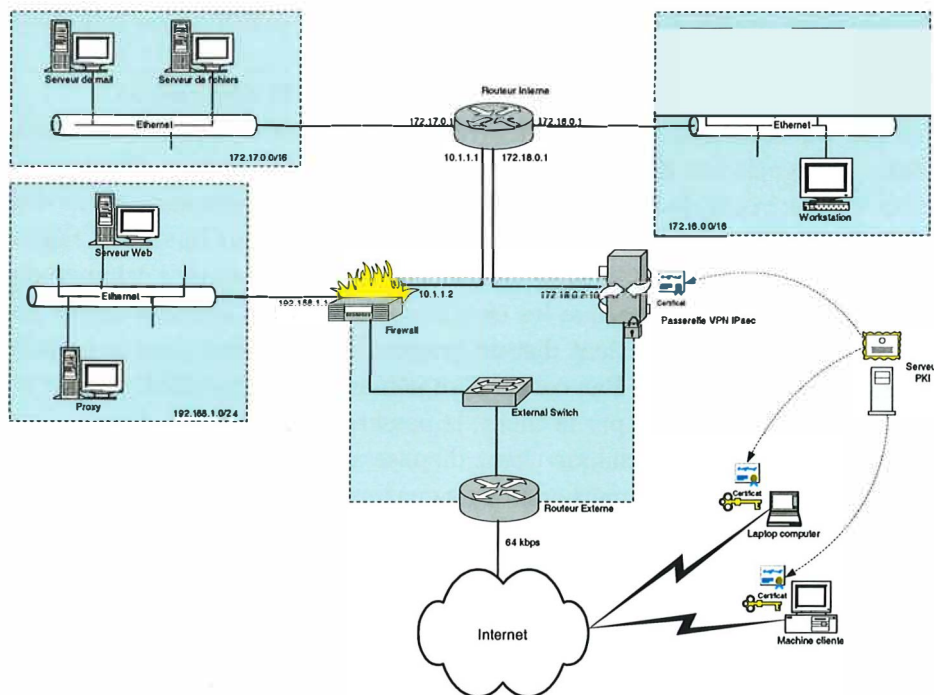 Serveur de mail
Serveur de fichiers
Ethernet
172.17.0.0/16
Routeur Interne
172.17.0.1
172.16.0.1
10.1.1.1
172.18.0.1
Ethernet
Workstation
172.16.0.0/16
Serveur Web
Ethernet
Proxy
192.168.1.0/24
192.168.1.1
10.1.1.2
Firewall
Certificat
Passerelle VPN IPsec
External Switch
Serveur
PKI
Routeur Externe
64 kbps
Certificat
Laptop computer
Certificat
Machine cliente
Internet